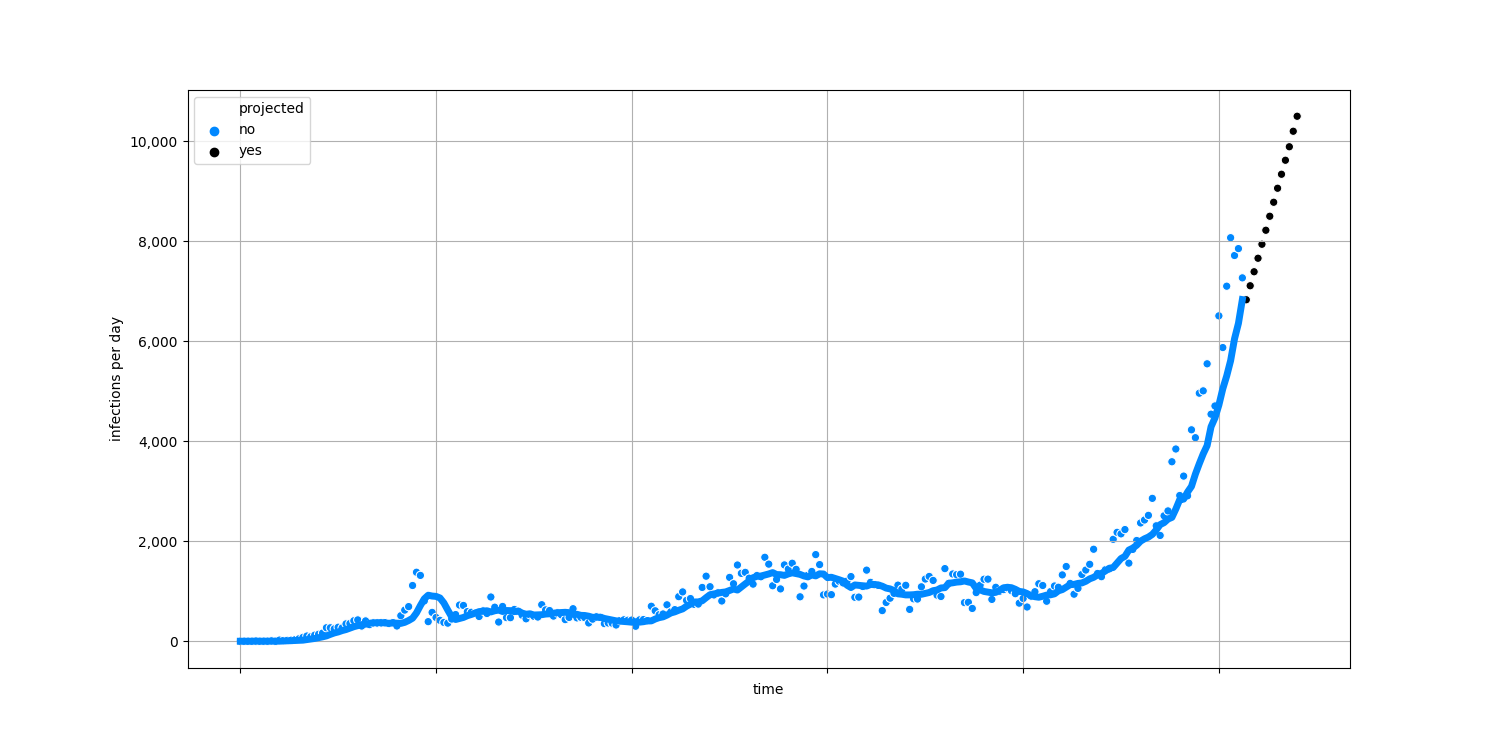 projected
no
yes
10,000
8,000
6,000
4,000
2,000
0
infections per day
time